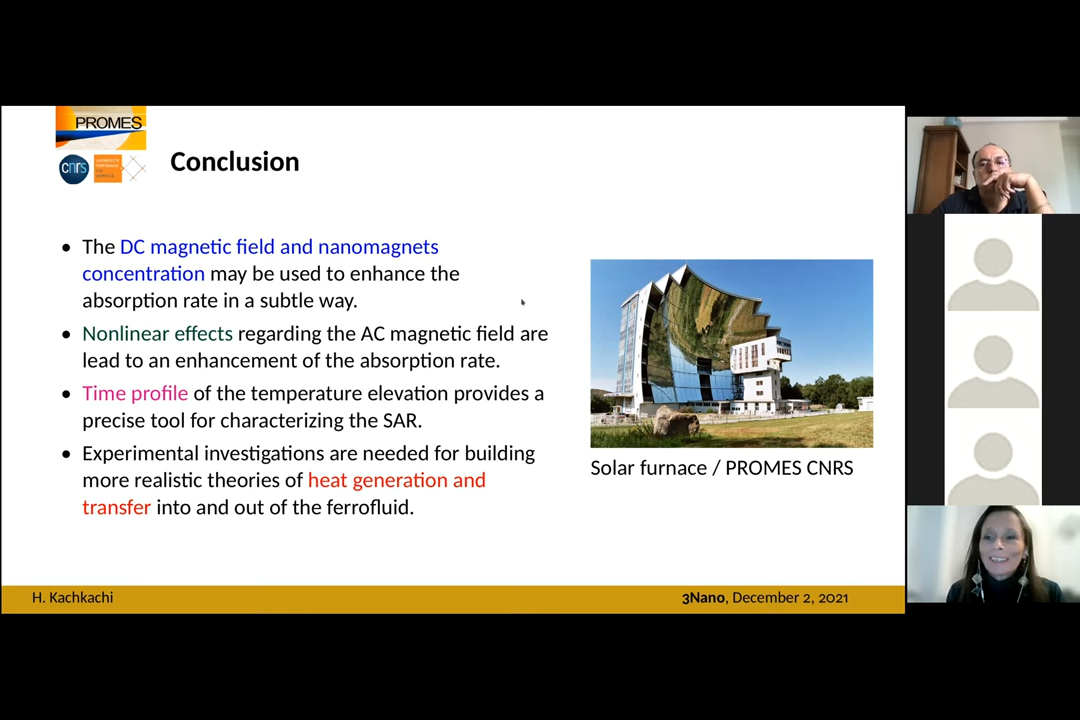 PROMES
cnrs
Conclusion
• The DC magnetic field and nanomagnets
concentration may be used to enhance the
absorption rate in a subtle way.
• Nonlinear effects regarding the AC magnetic field are
lead to an enhancement of the absorption rate.
• Time profile of the temperature elevation provides a
precise tool for characterizing the SAR.
• Experimental investigations are needed for building
more realistic theories of heat generation and
transfer into and out of the ferrofluid.
Solar furnace / PROMES CNRS
H. Kachkachi
3Nano, December 2, 2021